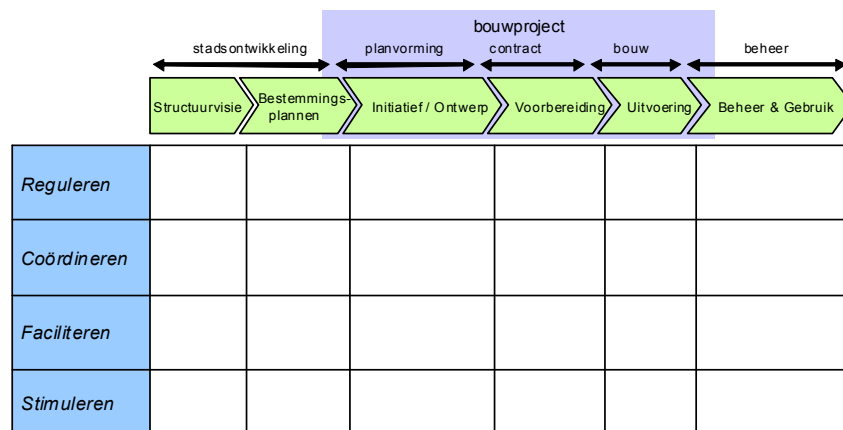 bouwproject
stadsontwikkeling planvorming contract bouw beheer
Structuurvisie Bestemmings-
plannen Initiatief / Ontwerp Voorbereiding Uitvoering Beheer & Gebruik
Reguleren
Coördineren
Faciliteren
Stimuleren